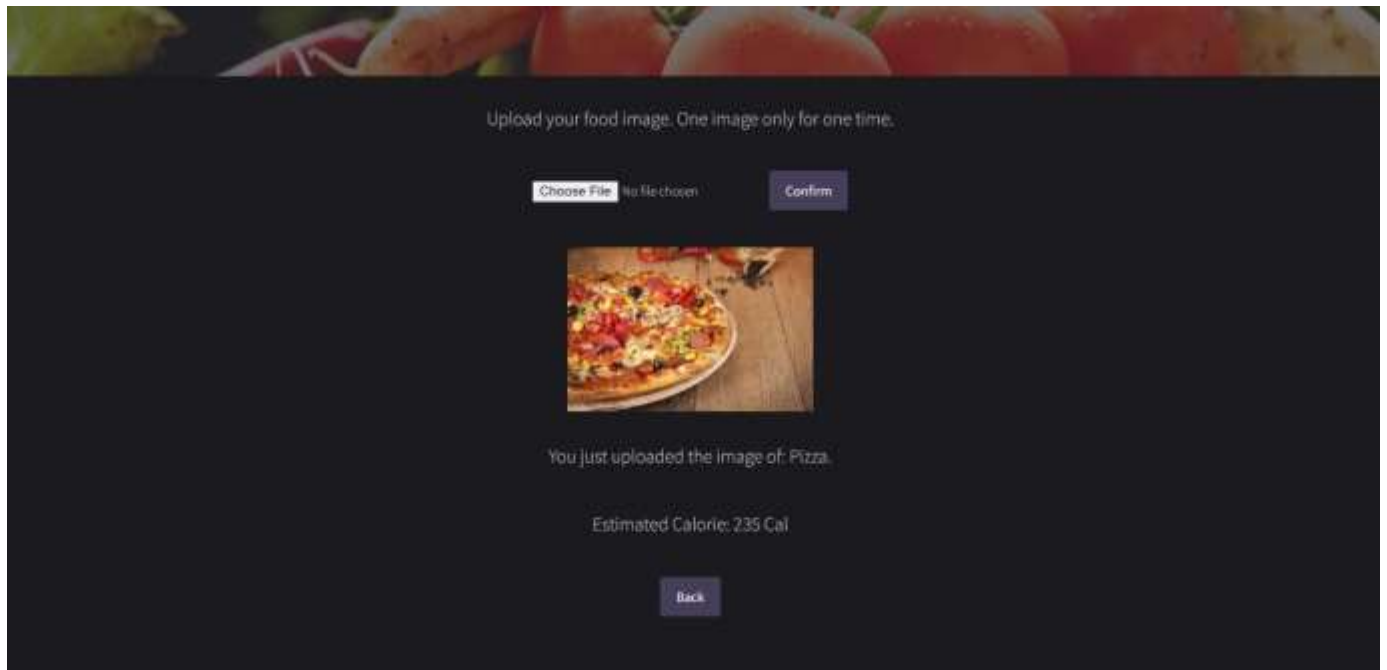 Upload your food image. One image only for one time.
Choose File No file chosen Confirm
You just uploaded the image of: Pizza.
Estimated Calorie: 235 Cal
Back